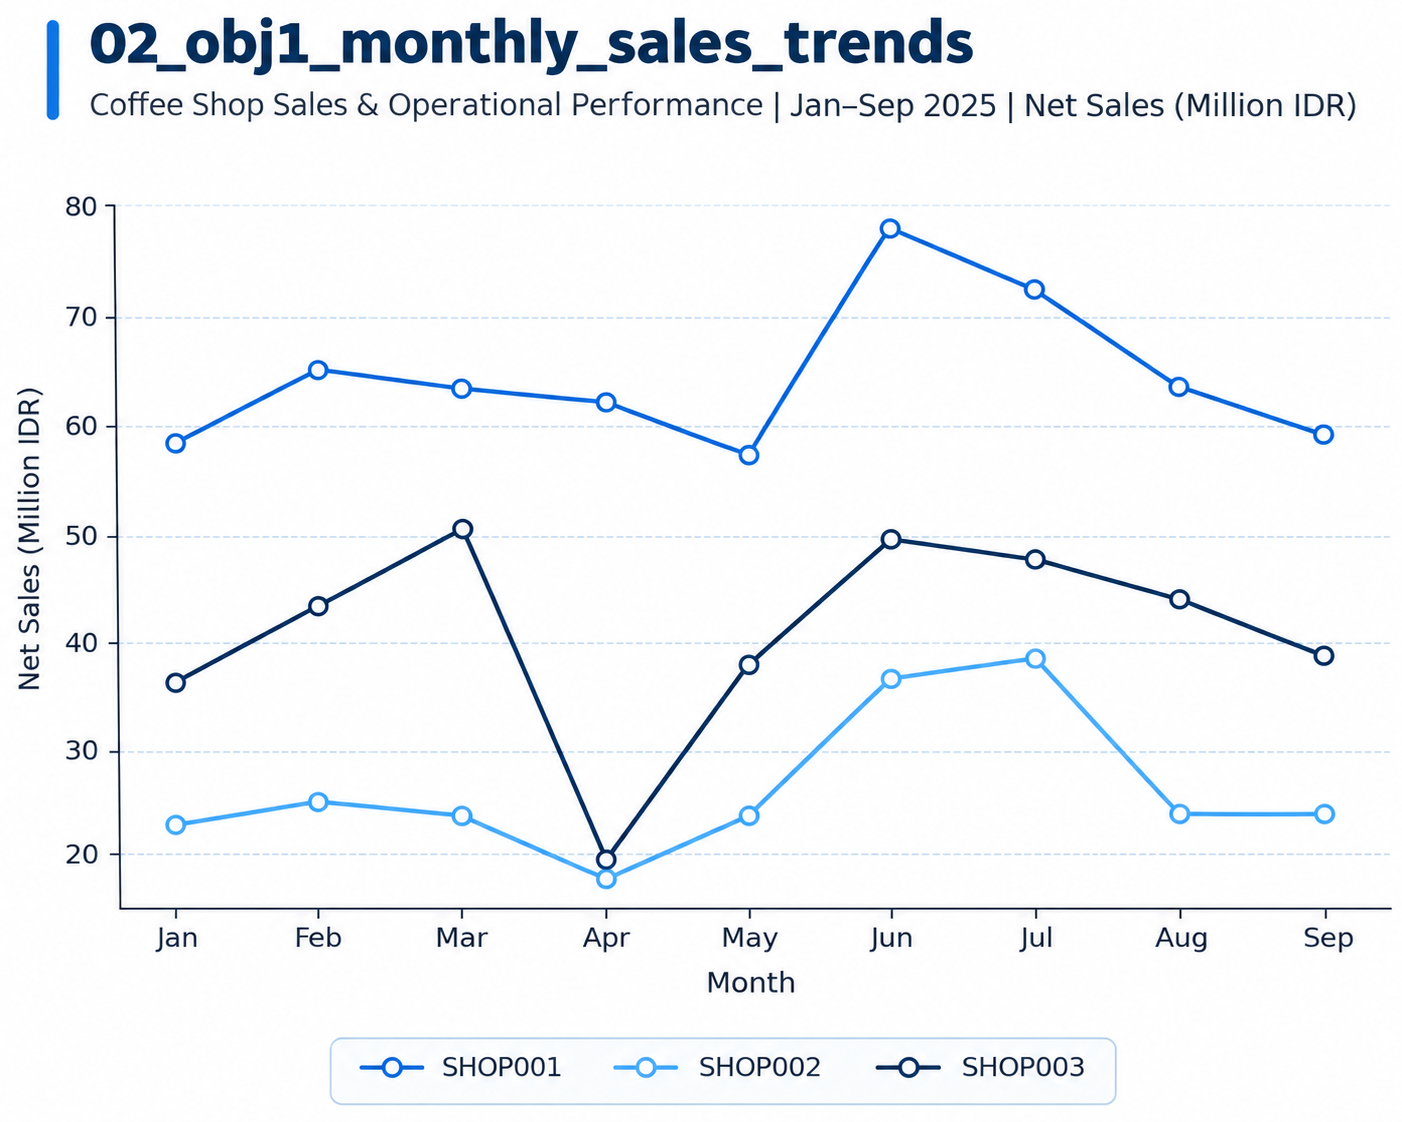 02_obj1_monthly_sales_trends
Coffee Shop Sales & Operational Performance | Jan–Sep 2025 | Net Sales (Million IDR)
Net Sales (Million IDR)
80
70
60
50
40
30
20
Jan Feb Mar Apr May Jun Jul Aug Sep
Month
SHOP001 SHOP002 SHOP003